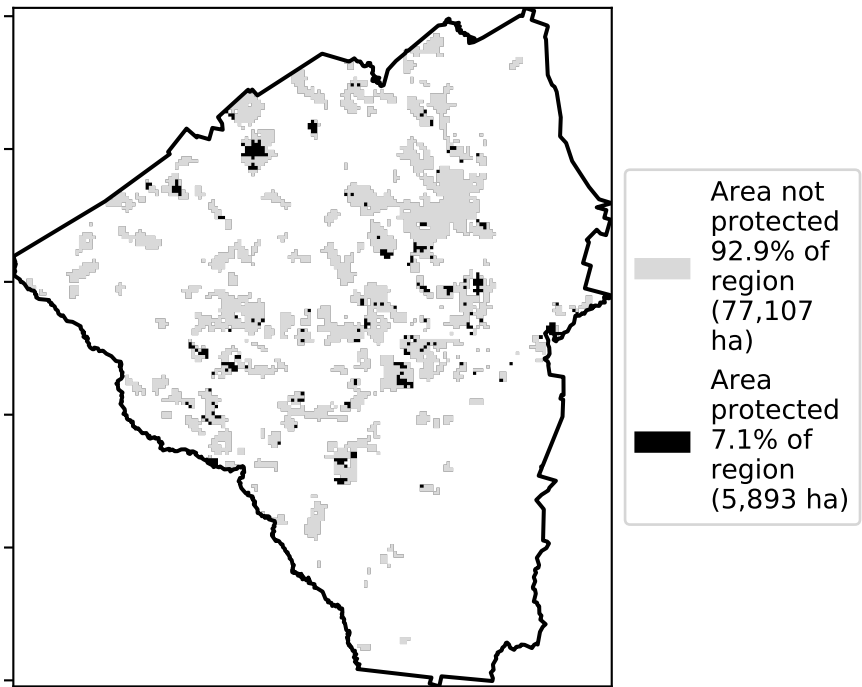 Area not
protected
92.9% of
region
(77,107
ha)
Area
protected
7.1% of
region
(5,893 ha)